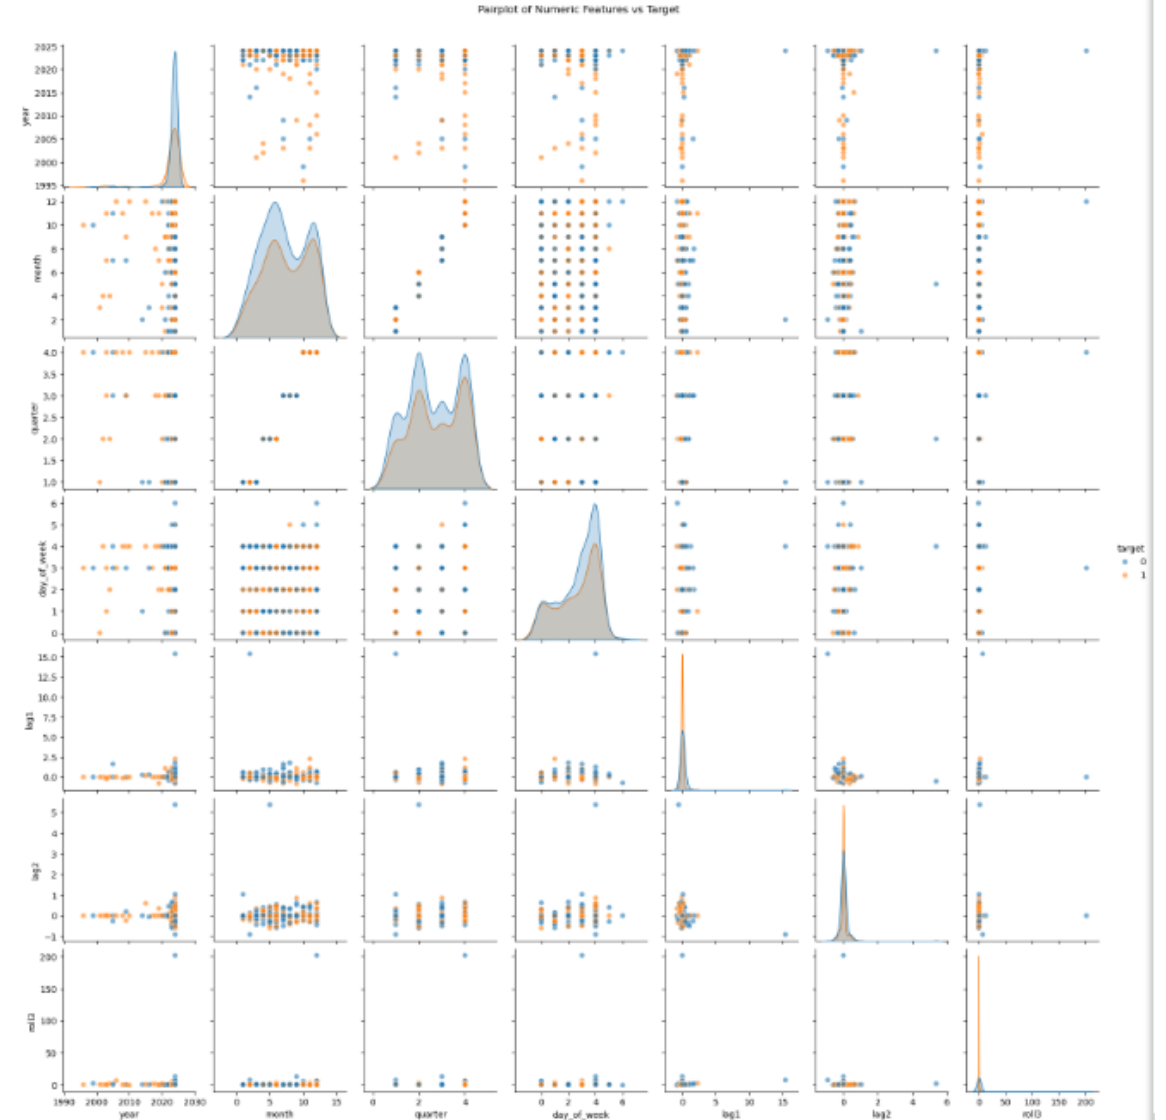 Pairplot of Numeric Features vs Target
2025
2020
2015
2010
2005
2000
1995
year
12
10
8
6
4
2
month
4.0
3.5
3.0
2.5
2.0
1.5
1.0
quarter
6
5
4
3
2
1
0
day_of_week
target
0
1
15.0
12.5
10.0
7.5
5.0
2.5
0.0
lag1
5
4
3
2
1
0
−1
lag2
200
150
100
50
0
roll3
1990 2000 2010 2020 2030
year
0 5 10 15
month
0 2 4
quarter
0 2 4 6
day_of_week
0 5 10 15
lag1
0 2 4 6
lag2
0 50 100 150 200
roll3